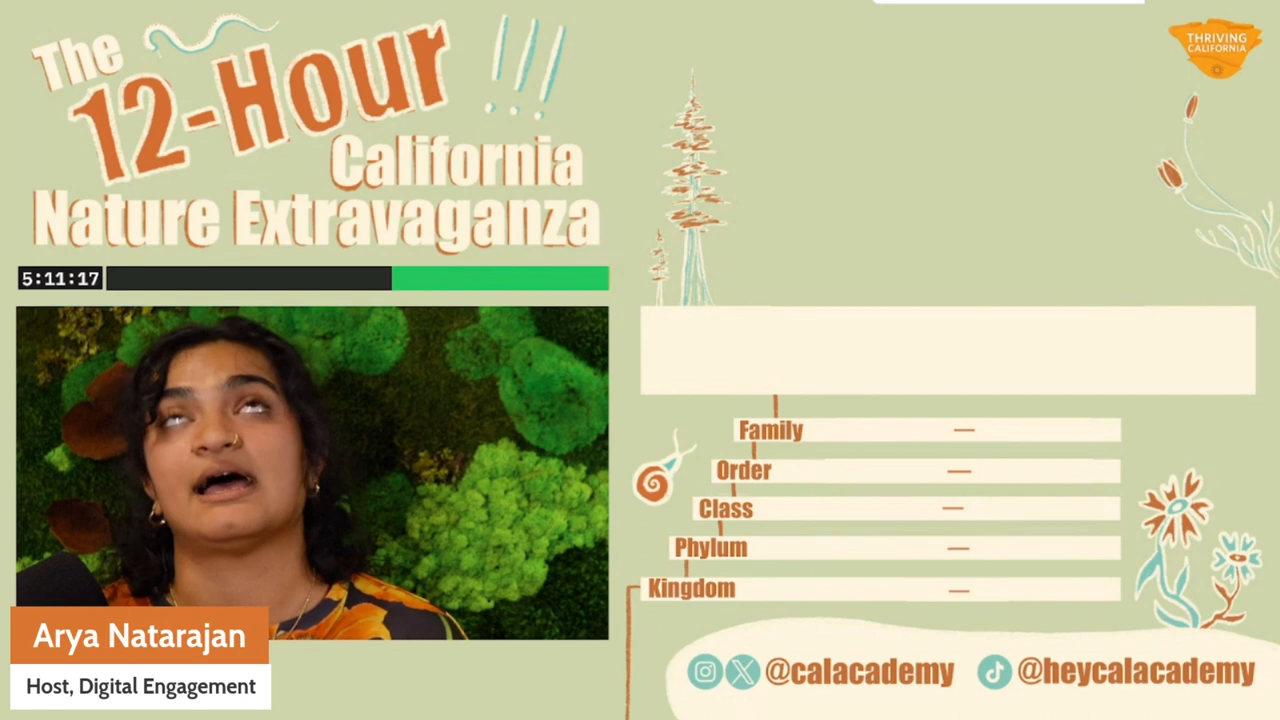 The
12-Hour !!!
California
Nature Extravaganza
THRIVING
CALIFORNIA
5:11:17
Family —
Order —
Class —
Phylum —
Kingdom —
Arya Natarajan
Host, Digital Engagement
@calacademy @heycalacademy